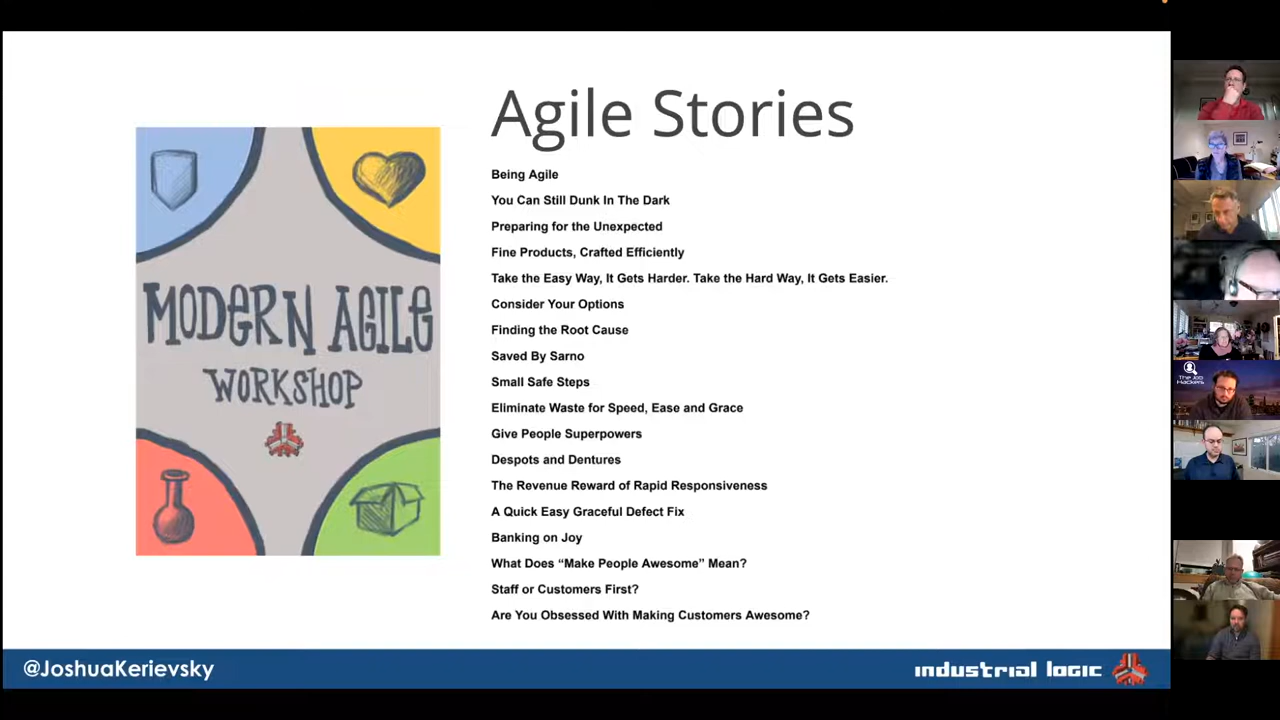 Agile Stories
MODERN AGILE
WORKSHOP
Being Agile
You Can Still Dunk In The Dark
Preparing for the Unexpected
Fine Products, Crafted Efficiently
Take the Easy Way, It Gets Harder. Take the Hard Way, It Gets Easier.
Consider Your Options
Finding the Root Cause
Saved By Sarno
Small Safe Steps
Eliminate Waste for Speed, Ease and Grace
Give People Superpowers
Despots and Dentures
The Revenue Reward of Rapid Responsiveness
A Quick Easy Graceful Defect Fix
Banking on Joy
What Does “Make People Awesome” Mean?
Staff or Customers First?
Are You Obsessed With Making Customers Awesome?
@JoshuaKerievsky
industrial logic
The Job
Hackers